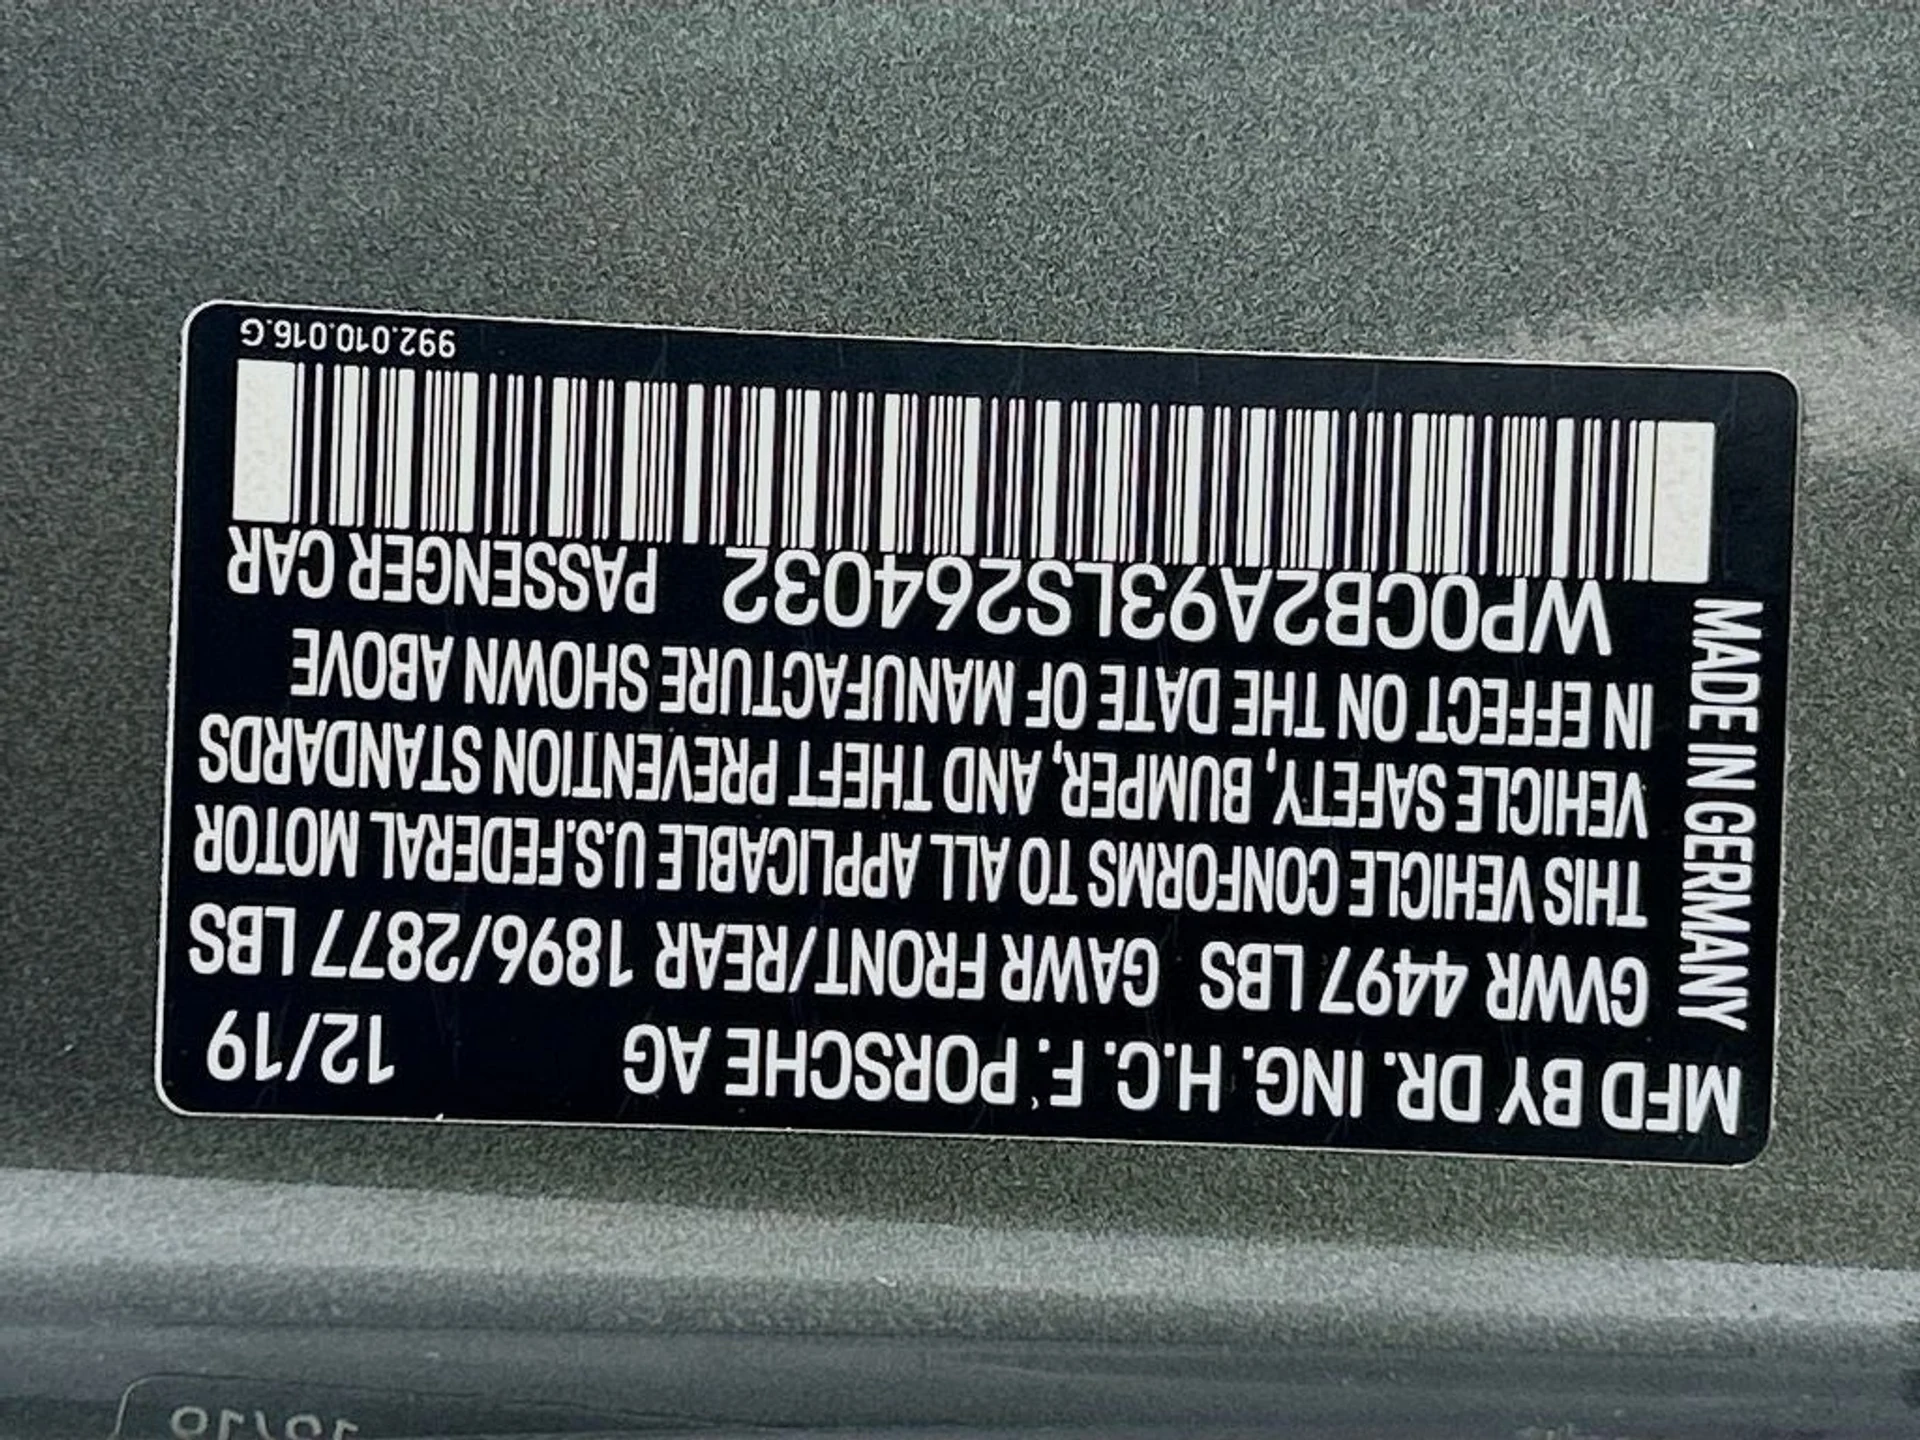 MFD BY DR. ING. H.C. F. PORSCHE AG 12/19
GVWR 4497 LBS GAWR FRONT/REAR 1896/2877 LBS
THIS VEHICLE CONFORMS TO ALL APPLICABLE U.S.FEDERAL MOTOR
VEHICLE SAFETY, BUMPER, AND THEFT PREVENTION STANDARDS
IN EFFECT ON THE DATE OF MANUFACTURE SHOWN ABOVE
WP0CB2A93LS264032 PASSENGER CAR
992.010.016.G
MADE IN GERMANY